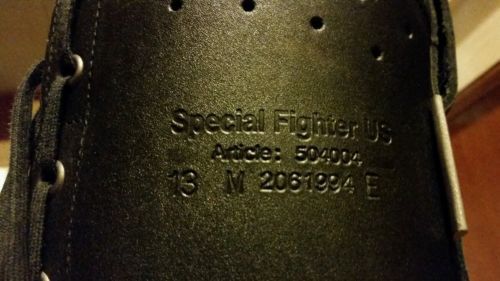 Special Fighter US
Article: 504004
13 M 2061994 E